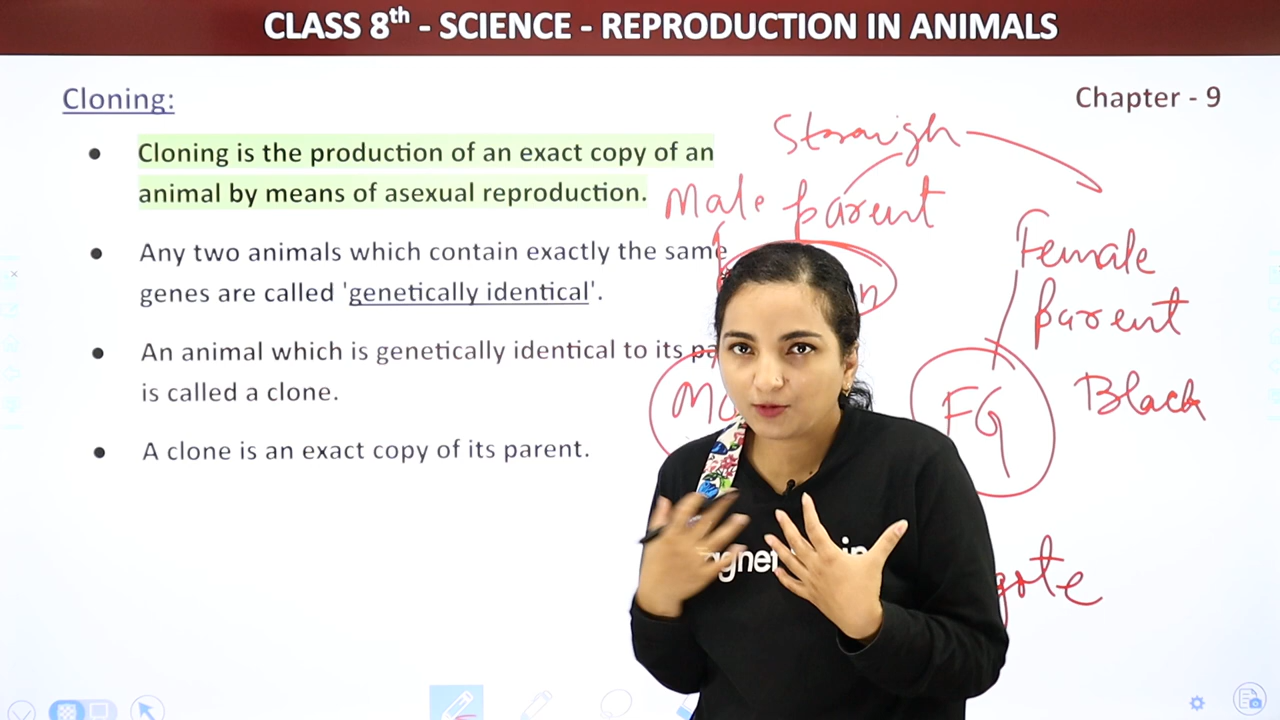 CLASS 8th - SCIENCE - REPRODUCTION IN ANIMALS
Cloning:
Chapter - 9
Cloning is the production of an exact copy of an
animal by means of asexual reproduction.
Any two animals which contain exactly the same
genes are called 'genetically identical'.
An animal which is genetically identical to its pa
is called a clone.
A clone is an exact copy of its parent.
Straigh
Male parent
Female
parent
Black
FG